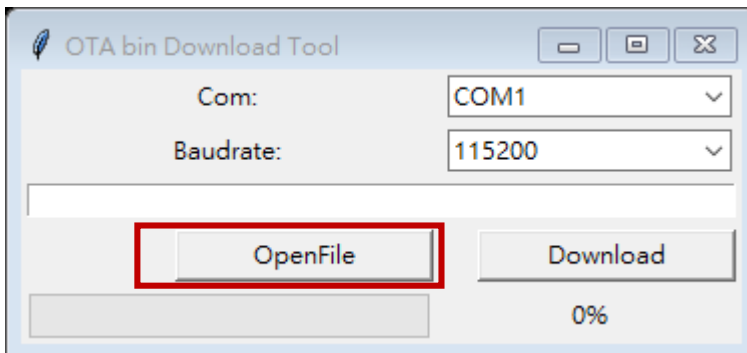 OTA bin Download Tool
Com: COM1
Baudrate: 115200
OpenFile Download
0%